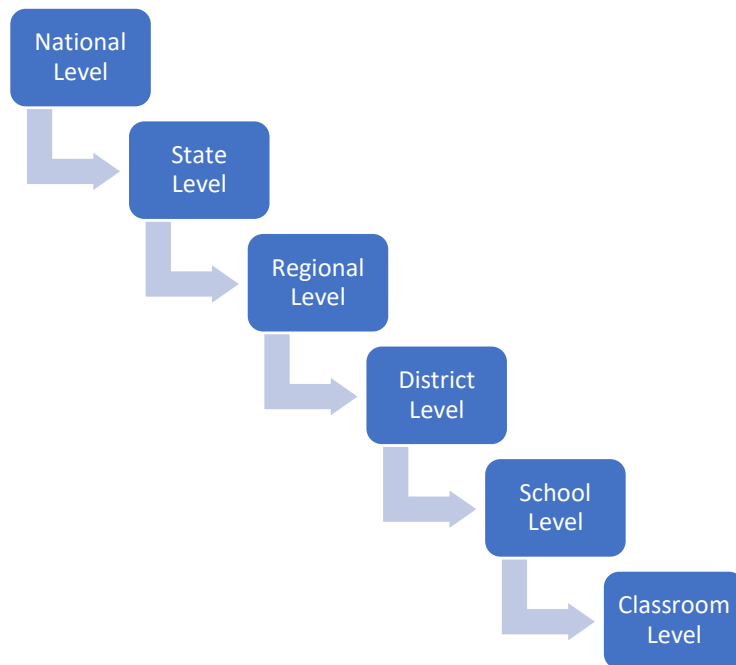 National
Level
State
Level
Regional
Level
District
Level
School
Level
Classroom
Level